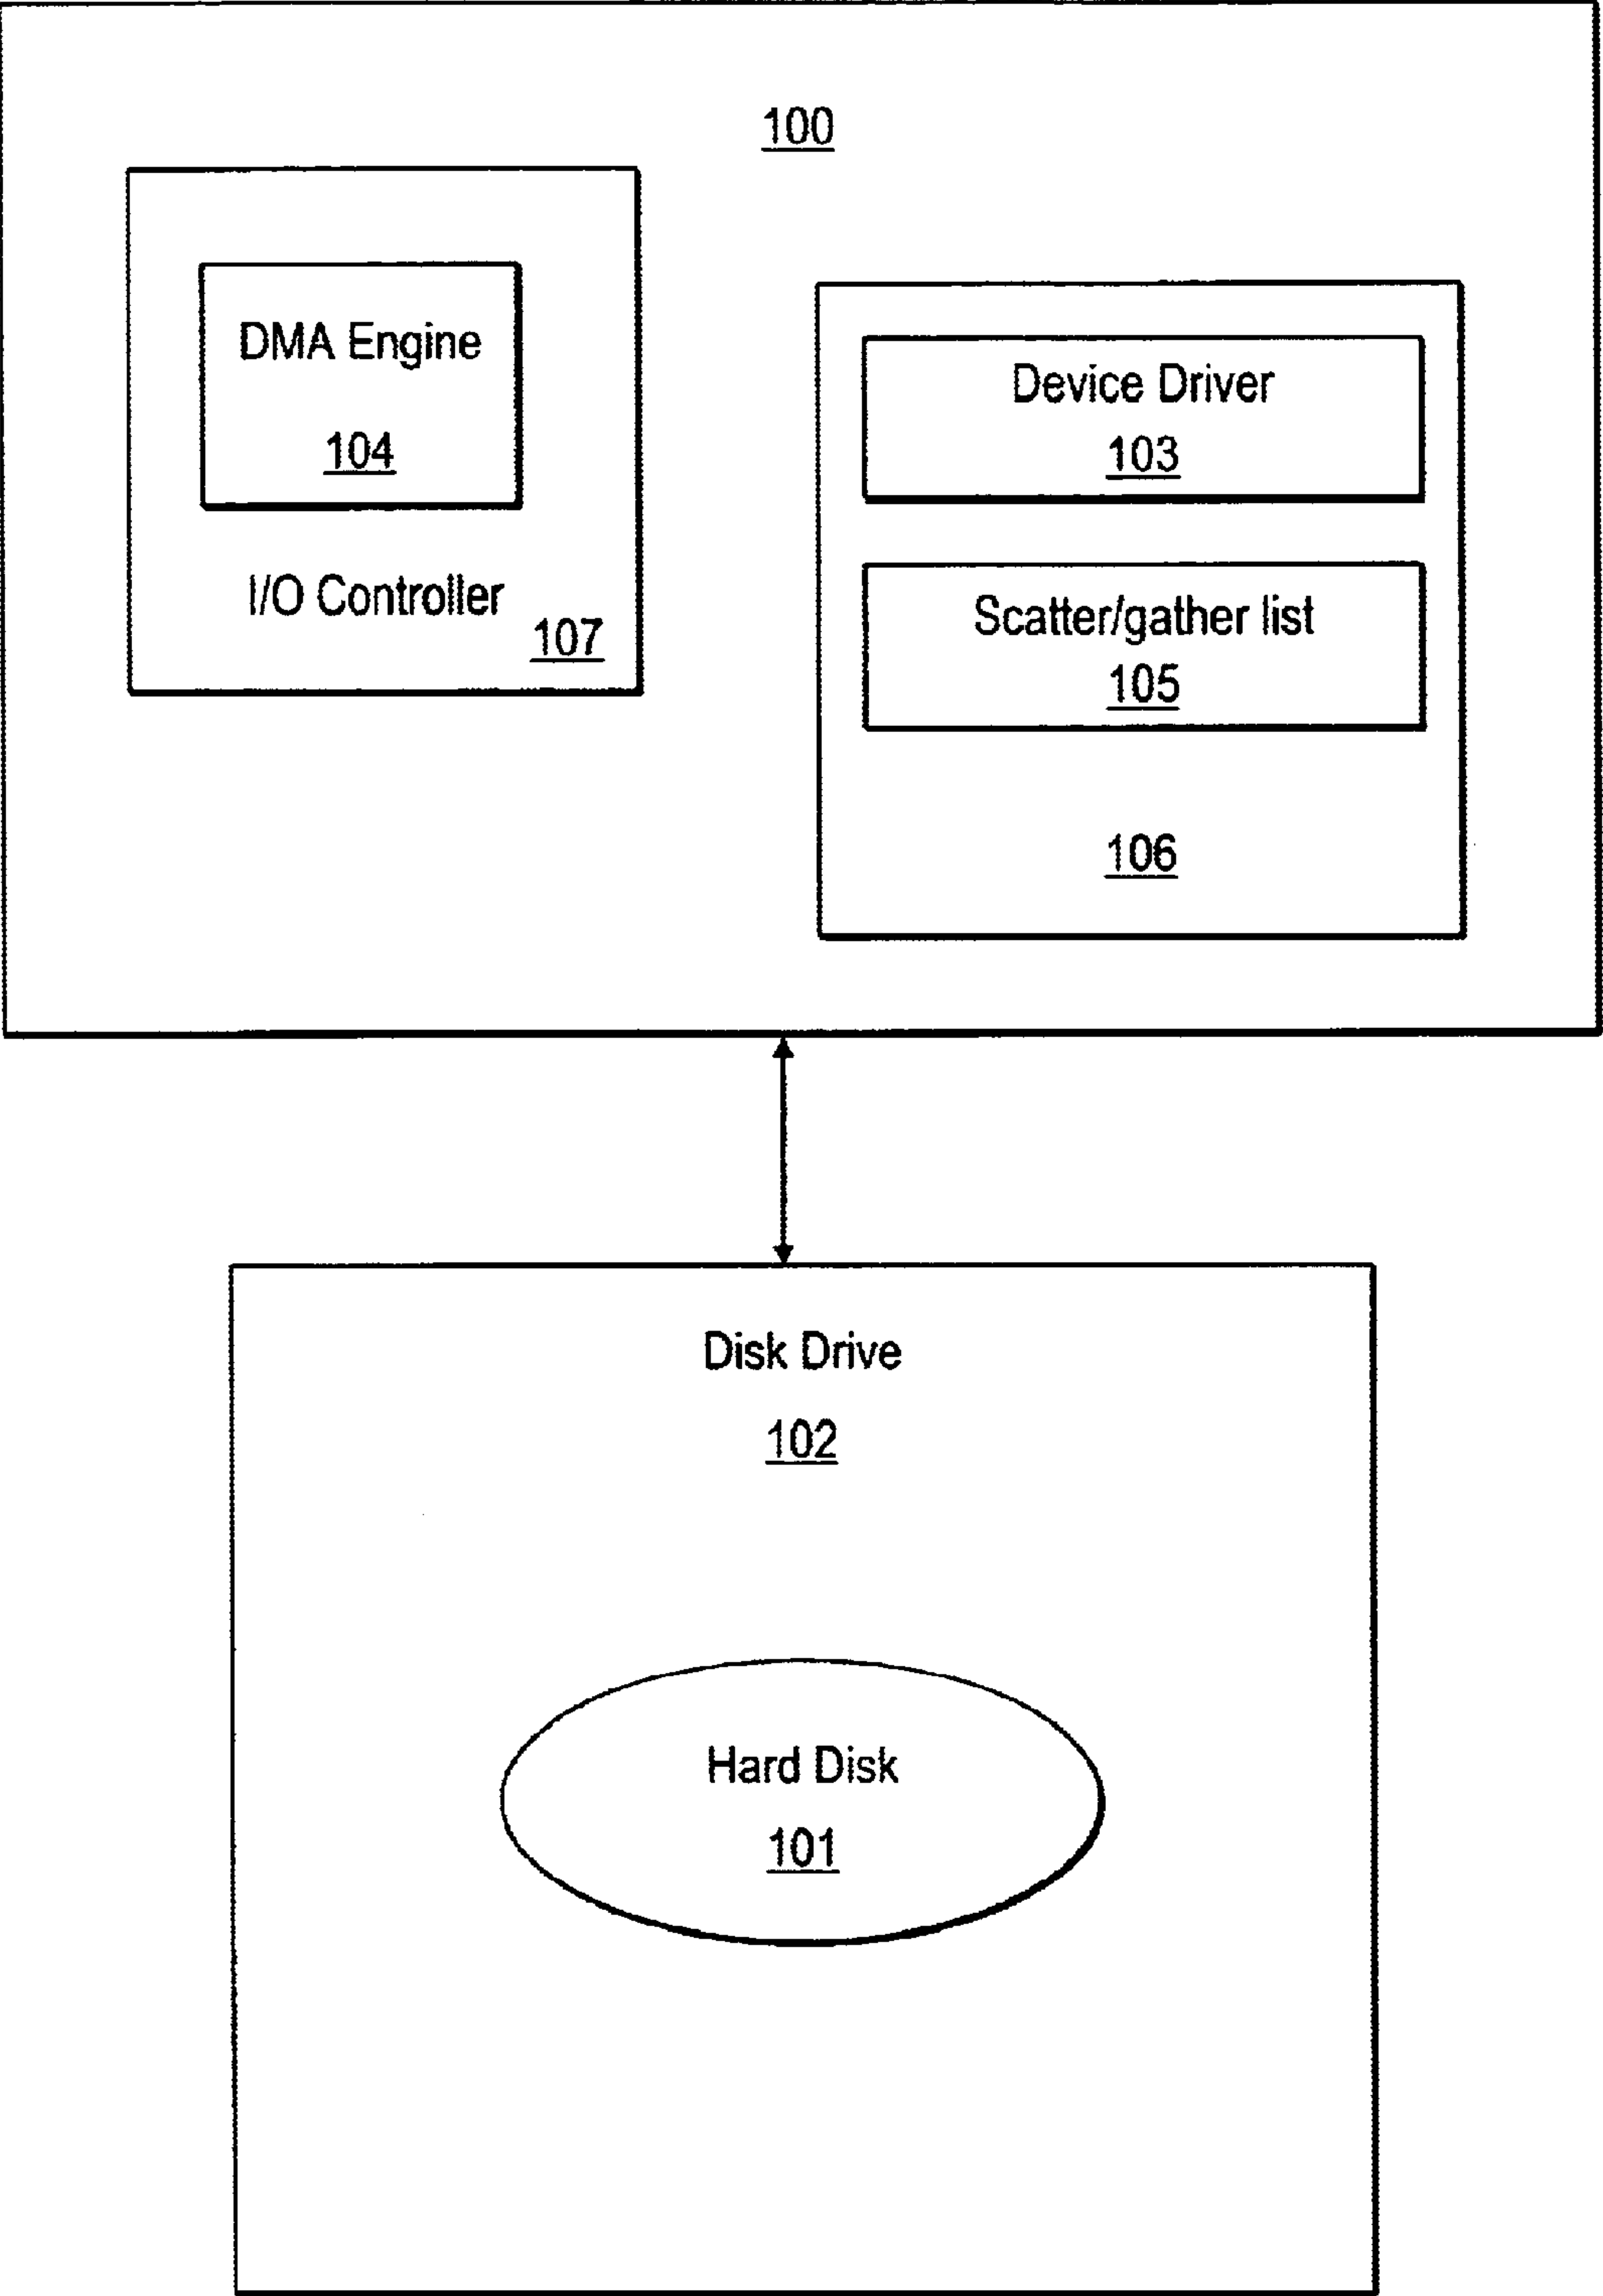 100
DMA Engine
104
I/O Controller
107
Device Driver
103
Scatter/gather list
105
106
Disk Drive
102
Hard Disk
101